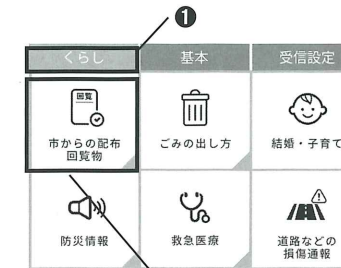 ❶
くらし
基本
受信設定
回覧
市からの配布
回覧物
ごみの出し方
結婚・子育て
防災情報
救急医療
道路などの
損傷通報